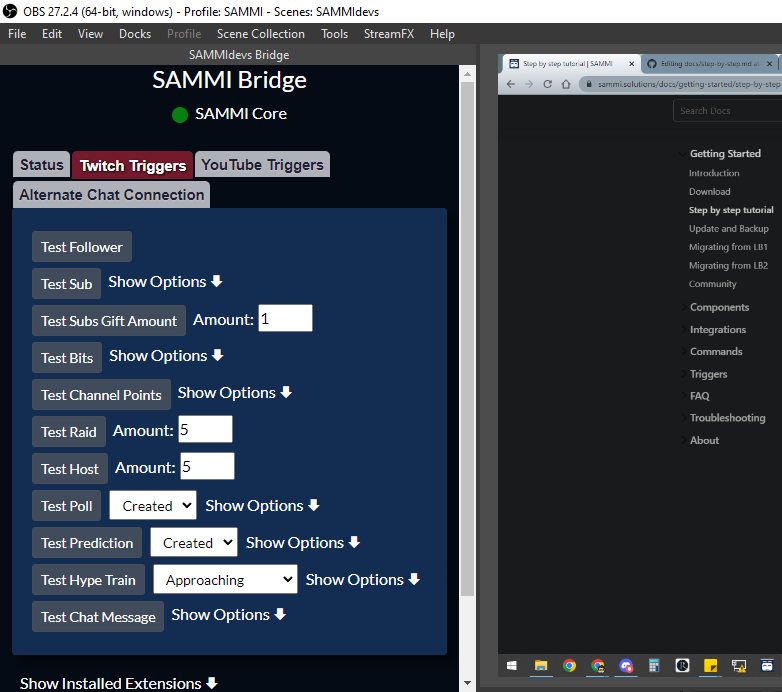 OBS 27.2.4 (64-bit, windows) - Profile: SAMMI - Scenes: SAMMIdevs
File Edit View Docks Profile Scene Collection Tools StreamFX Help
SAMMIdevs Bridge
SAMMI Bridge
SAMMI Core
Status Twitch Triggers YouTube Triggers
Alternate Chat Connection
Test Follower
Test Sub Show Options
Test Subs Gift Amount Amount: 1
Test Bits Show Options
Test Channel Points Show Options
Test Raid Amount: 5
Test Host Amount: 5
Test Poll Created Show Options
Test Prediction Created Show Options
Test Hype Train Approaching Show Options
Test Chat Message Show Options
Show Installed Extensions
Step by step tutorial | SAMMI Editing docs/step-by-step.md at
sammi.solutions/docs/getting-started/step-by-step
Search Docs
Getting Started
Introduction
Download
Step by step tutorial
Update and Backup
Migrating from LB1
Migrating from LB2
Community
Components
Integrations
Commands
Triggers
FAQ
Troubleshooting
About